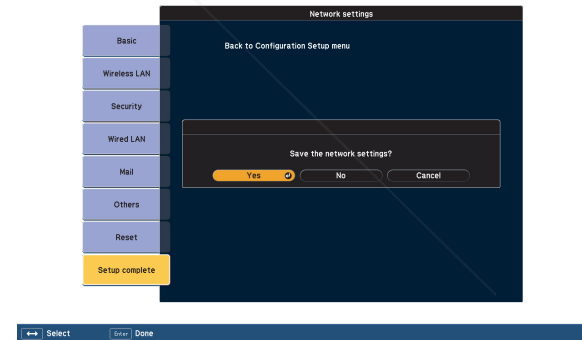 Network settings
Basic
Back to Configuration Setup menu
Wireless LAN
Security
Wired LAN
Save the network settings?
Mail
Yes No Cancel
Others
Reset
Setup complete
Select Enter Done